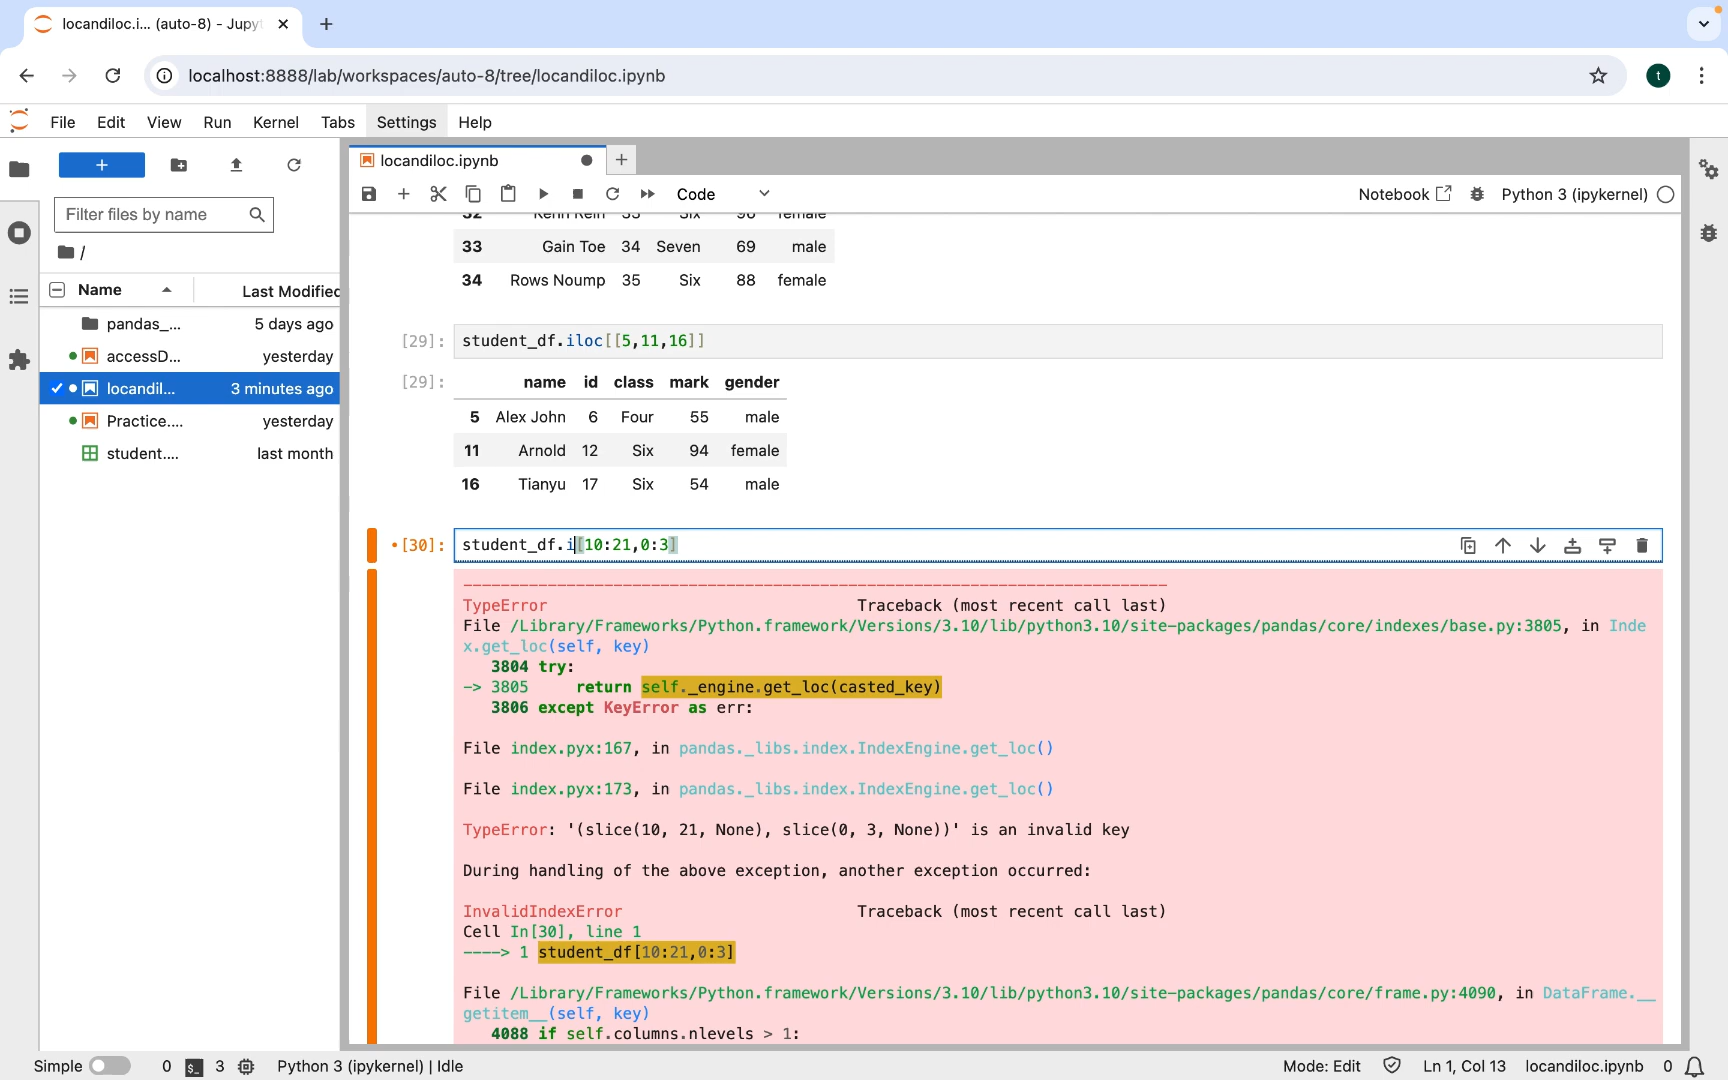 locandiloc.i... (auto-8) - Jupyt
localhost:8888/lab/workspaces/auto-8/tree/locandiloc.ipynb
t
File Edit View Run Kernel Tabs Settings Help
Filter files by name
/
Name Last Modified
pandas_... 5 days ago
accessD... yesterday
locandil... 3 minutes ago
Practice.... yesterday
student.... last month
locandiloc.ipynb
Code
Notebook Python 3 (ipykernel)
32 Kenn Rein 33 Six 96 female
33 Gain Toe 34 Seven 69 male
34 Rows Noump 35 Six 88 female
[29]: student_df.iloc[[5,11,16]]
[29]: name id class mark gender
5 Alex John 6 Four 55 male
11 Arnold 12 Six 94 female
16 Tianyu 17 Six 54 male
[30]: student_df.i[10:21,0:3]
---------------------------------------------------------------------------
TypeError Traceback (most recent call last)
File /Library/Frameworks/Python.framework/Versions/3.10/lib/python3.10/site-packages/pandas/core/indexes/base.py:3805, in Inde
x.get_loc(self, key)
3804 try:
-> 3805 return self._engine.get_loc(casted_key)
3806 except KeyError as err:
File index.pyx:167, in pandas._libs.index.IndexEngine.get_loc()
File index.pyx:173, in pandas._libs.index.IndexEngine.get_loc()
TypeError: '(slice(10, 21, None), slice(0, 3, None))' is an invalid key
During handling of the above exception, another exception occurred:
InvalidIndexError Traceback (most recent call last)
Cell In[30], line 1
----> 1 student_df[10:21,0:3]
File /Library/Frameworks/Python.framework/Versions/3.10/lib/python3.10/site-packages/pandas/core/frame.py:4090, in DataFrame.__
getitem__(self, key)
4088 if self.columns.nlevels > 1:
Simple 0 $_ 3 Python 3 (ipykernel) | Idle
Mode: Edit Ln 1, Col 13 locandiloc.ipynb 0